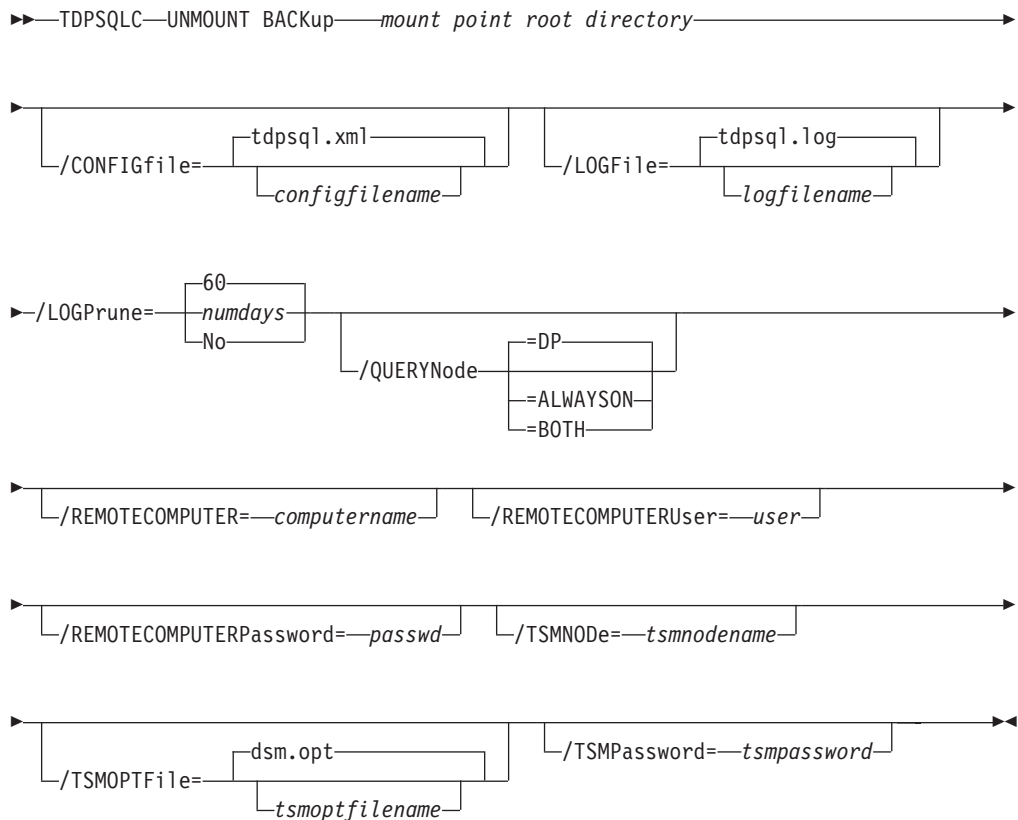 TDPSQLC UNMOUNT BACKup mount point root directory
tdpsql.xml tdpsql.log
/CONFIGfile= /LOGFile=
configfilename logfilename
60
/LOGPrune= numdays
No =DP
/QUERYNode
=ALWAYSON
=BOTH
/REMOTECOMPUTER= computername /REMOTECOMPUTERUser= user
/REMOTECOMPUTERPassword= passwd /TSMNODe= tsmnodename
dsm.opt
/TSMOPTFile= /TSMPassword= tsmpassword
tsmoptfilename